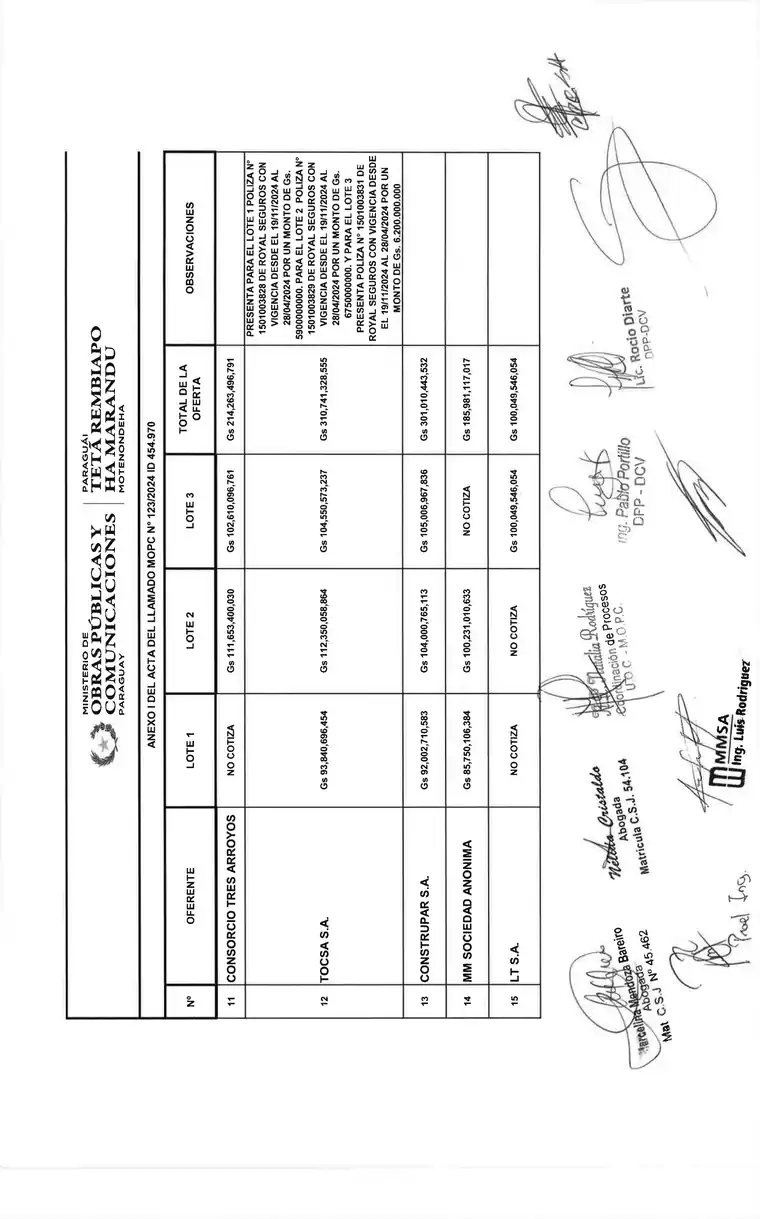 MINISTERIO DE
OBRAS PÚBLICAS Y
COMUNICACIONES
PARAGUAY
PARAGUÁI
TETÃ REMBIAPO
HA MARANDU
MOTENONDEHA
ANEXO I DEL ACTA DEL LLAMADO MOPC N° 123/2024 ID 454.970
N° OFERENTE LOTE 1 LOTE 2 LOTE 3 TOTAL DE LA OFERTA OBSERVACIONES
11 CONSORCIO TRES ARROYOS NO COTIZA Gs 111,653,400,030 Gs 102,610,096,761 Gs 214,263,496,791
12 TOCSA S.A. Gs 93,840,696,454 Gs 112,350,058,864 Gs 104,550,573,237 Gs 310,741,328,555
PRESENTA PARA EL LOTE 1 POLIZA N°
1501003828 DE ROYAL SEGUROS CON
VIGENCIA DESDE EL 19/11/2024 AL
28/04/2024 POR UN MONTO DE Gs.
5900000000. PARA EL LOTE 2 POLIZA N°
1501003829 DE ROYAL SEGUROS CON
VIGENCIA DESDE EL 19/11/2024 AL
28/04/2024 POR UN MONTO DE Gs.
6750000000. Y PARA EL LOTE 3
PRESENTA POLIZA N° 1501003831 DE
ROYAL SEGUROS CON VIGENCIA DESDE
EL 19/11/2024 AL 28/04/2024 POR UN
MONTO DE Gs. 6.200.000.000
13 CONSTRUPAR S.A. Gs 92,002,710,583 Gs 104,000,765,113 Gs 105,006,967,836 Gs 301,010,443,532
14 MM SOCIEDAD ANONIMA Gs 85,750,106,384 Gs 100,231,010,633 NO COTIZA Gs 185,981,117,017
15 LT S.A. NO COTIZA NO COTIZA Gs 100,049,546,054 Gs 100,049,546,054
Marcelina Mendoza Bareiro
Abogada
Mat C.S.J N° 45.462
Nélida Cristaldo
Abogada
Matrícula C.S.J. 54.104
Natalia Rodríguez
Coordinación de Procesos
U O C - M.O.P.C.
Ing. Pablo Portillo
DPP - DCV
Lic. Rocio Diarte
DPP-DCV
Proel Ing.
MMSA
Ing. Luis Rodriguez